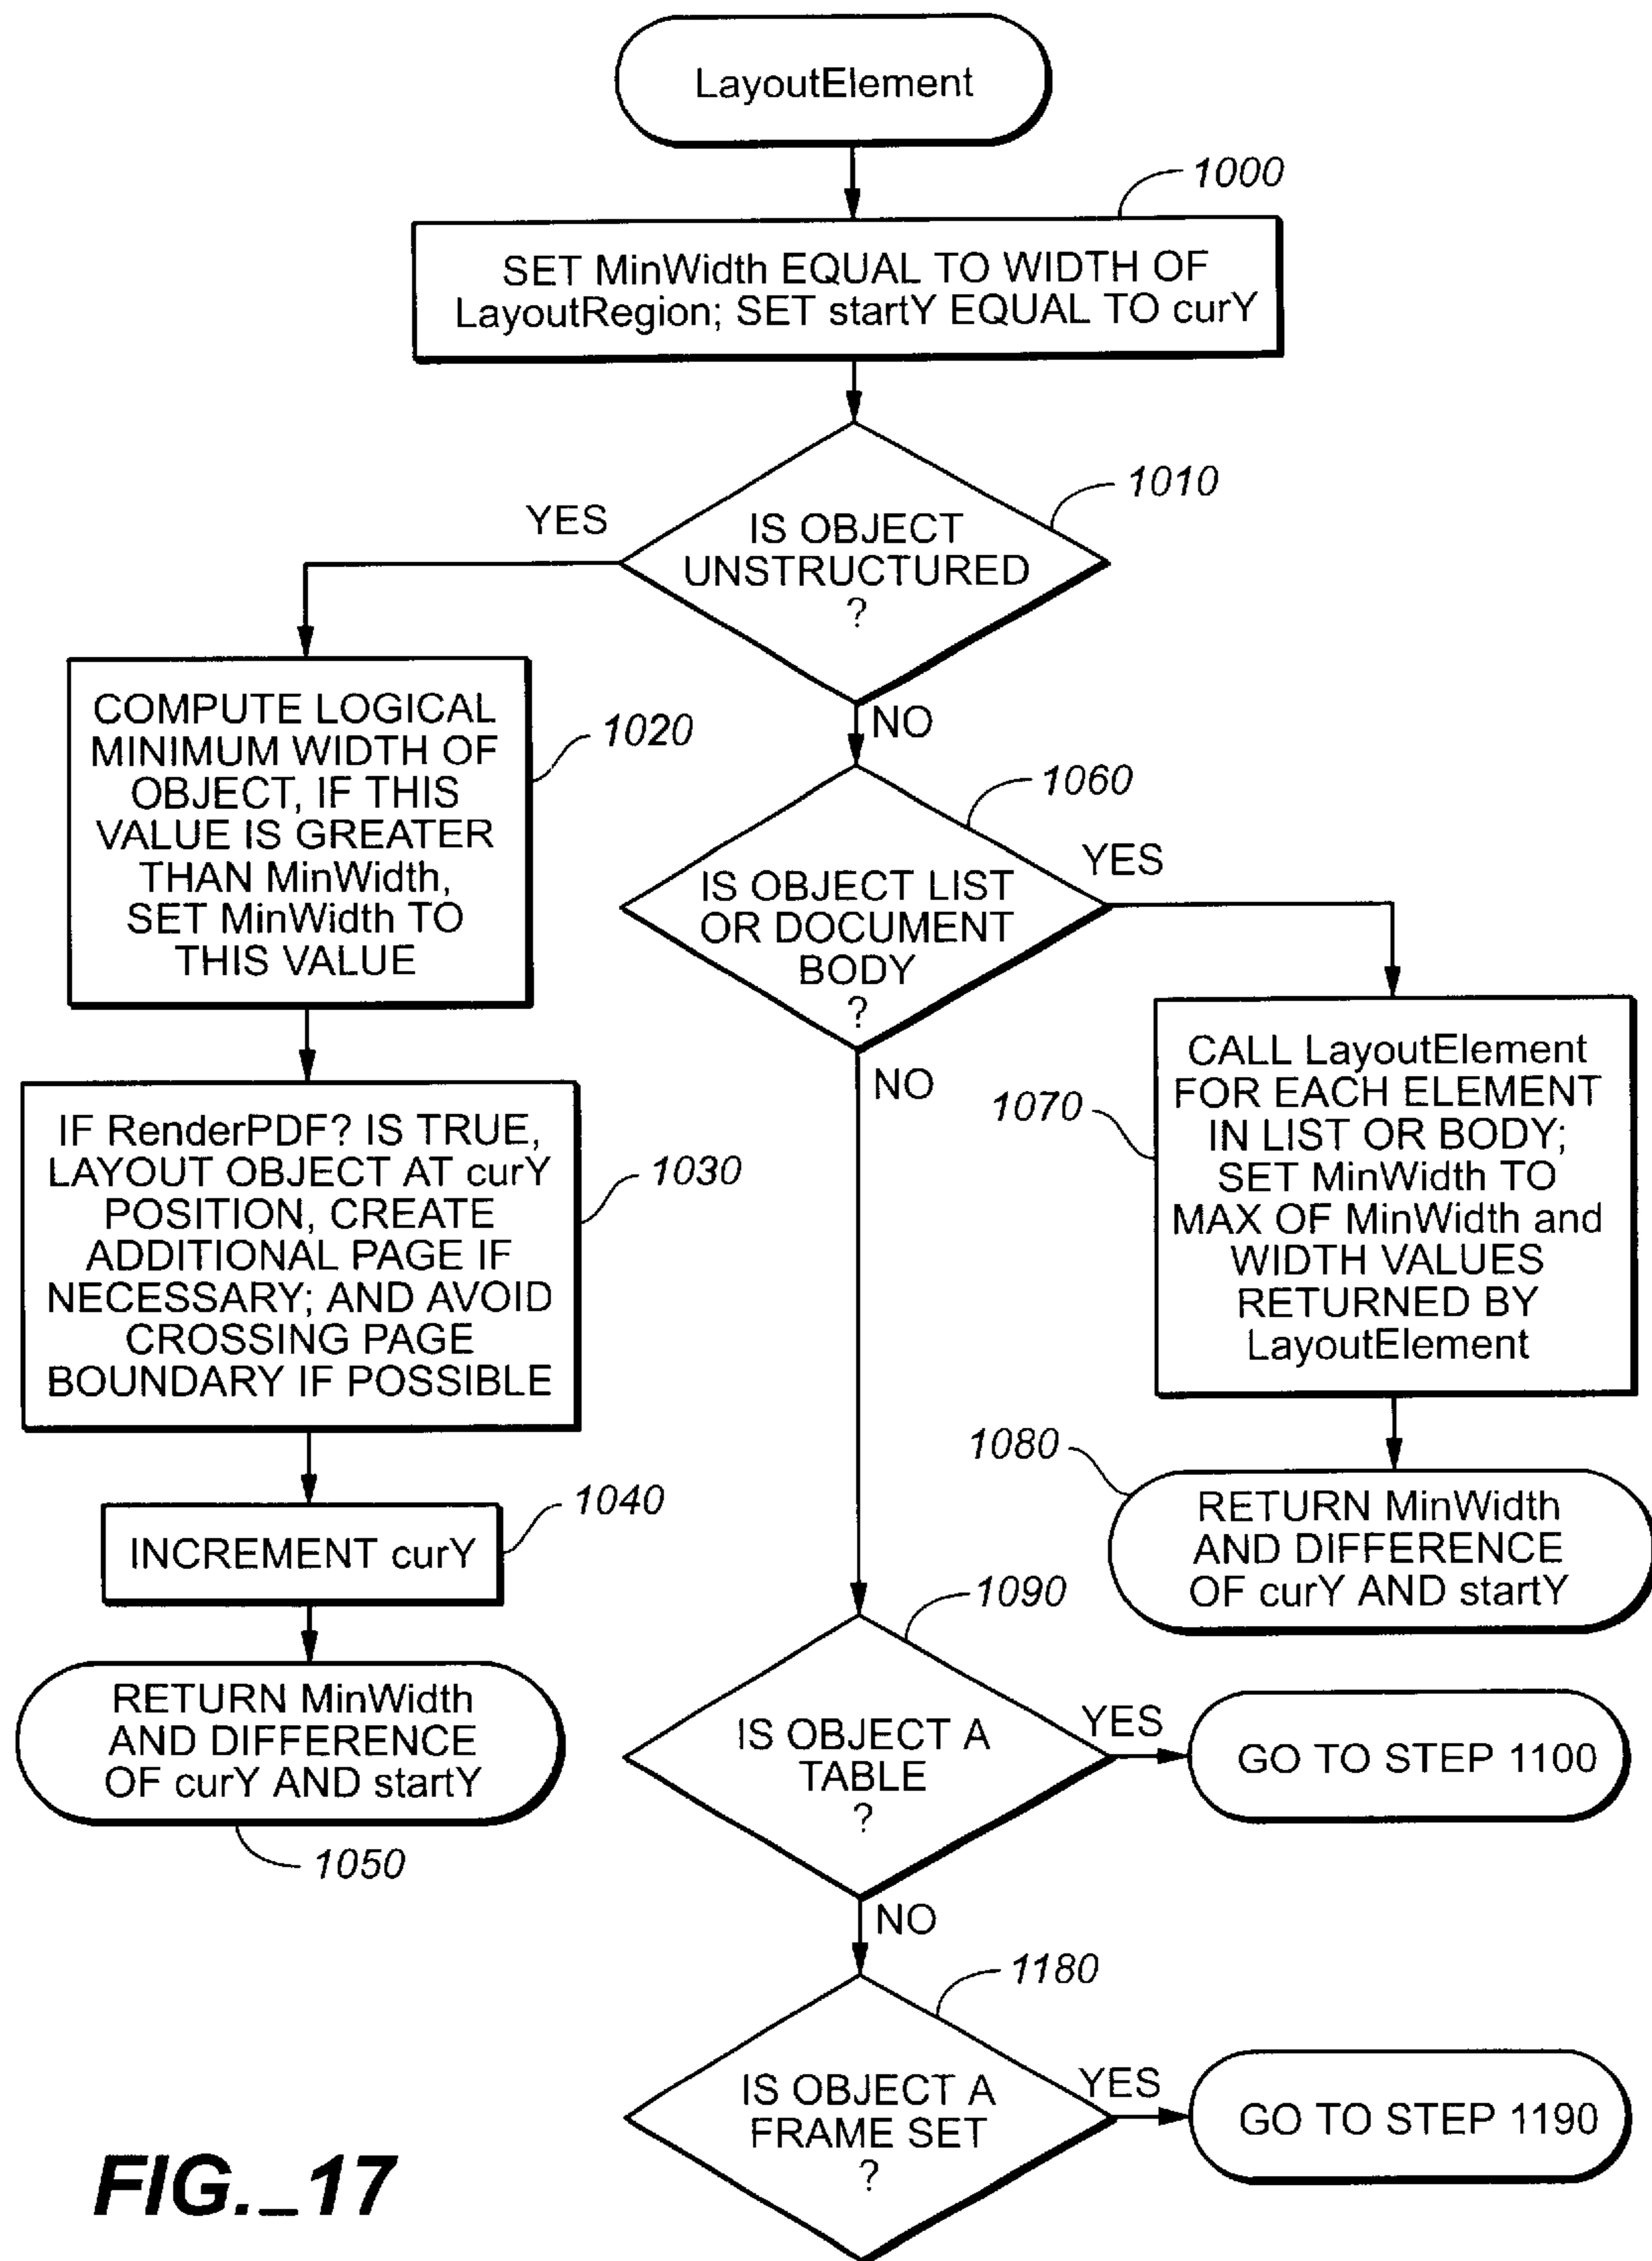 LayoutElement
1000
SET MinWidth EQUAL TO WIDTH OF
LayoutRegion; SET startY EQUAL TO curY
1010
YES
IS OBJECT
UNSTRUCTURED
?
NO
COMPUTE LOGICAL
MINIMUM WIDTH OF
OBJECT, IF THIS
VALUE IS GREATER
THAN MinWidth,
SET MinWidth TO
THIS VALUE
1020
1060
YES
IS OBJECT LIST
OR DOCUMENT
BODY
?
NO
IF RenderPDF? IS TRUE,
LAYOUT OBJECT AT curY
POSITION, CREATE
ADDITIONAL PAGE IF
NECESSARY; AND AVOID
CROSSING PAGE
BOUNDARY IF POSSIBLE
1030
1070
CALL LayoutElement
FOR EACH ELEMENT
IN LIST OR BODY;
SET MinWidth TO
MAX OF MinWidth and
WIDTH VALUES
RETURNED BY
LayoutElement
1040
INCREMENT curY
1080
RETURN MinWidth
AND DIFFERENCE
OF curY AND startY
RETURN MinWidth
AND DIFFERENCE
OF curY AND startY
1050
1090
IS OBJECT A
TABLE
?
YES
GO TO STEP 1100
NO
1180
IS OBJECT A
FRAME SET
?
YES
GO TO STEP 1190
FIG._17